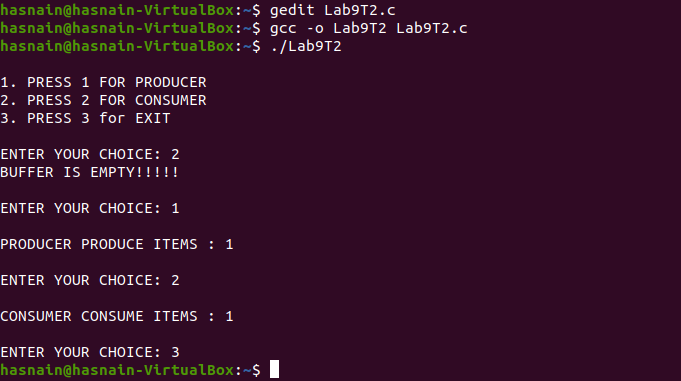 hasnain@hasnain-VirtualBox:~$ gedit Lab9T2.c
hasnain@hasnain-VirtualBox:~$ gcc -o Lab9T2 Lab9T2.c
hasnain@hasnain-VirtualBox:~$ ./Lab9T2
1. PRESS 1 FOR PRODUCER
2. PRESS 2 FOR CONSUMER
3. PRESS 3 for EXIT
ENTER YOUR CHOICE: 2
BUFFER IS EMPTY!!!!!
ENTER YOUR CHOICE: 1
PRODUCER PRODUCE ITEMS : 1
ENTER YOUR CHOICE: 2
CONSUMER CONSUME ITEMS : 1
ENTER YOUR CHOICE: 3
hasnain@hasnain-VirtualBox:~$